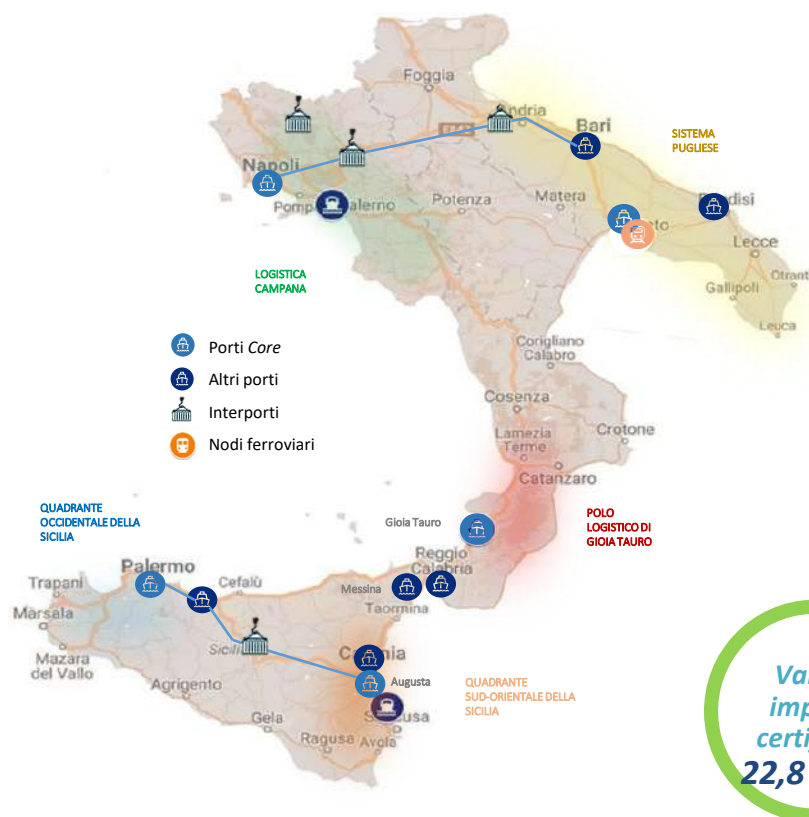 Foggia
Andria
Bari
SISTEMA
PUGLIESE
Napoli
Potenza
Matera
Lecce
Otrant
Gallipoli
Leuca
LOGISTICA
CAMPANA
Porti Core
Altri porti
Interporti
Nodi ferroviari
Corigliano
Calabro
Cosenza
Lamezia
Terme
Crotone
Catanzaro
QUADRANTE
OCCIDENTALE DELLA
SICILIA
Gioia Tauro
POLO
LOGISTICO DI
GIOIA TAURO
Palermo
Cefalù
Trapani
Messina
Reggio
Calabria
Taormina
Marsala
Mazara
del Vallo
Agrigento
Augusta
QUADRANTE
SUD-ORIENTALE DELLA
SICILIA
Gela
Ragusa
Avola
22,8